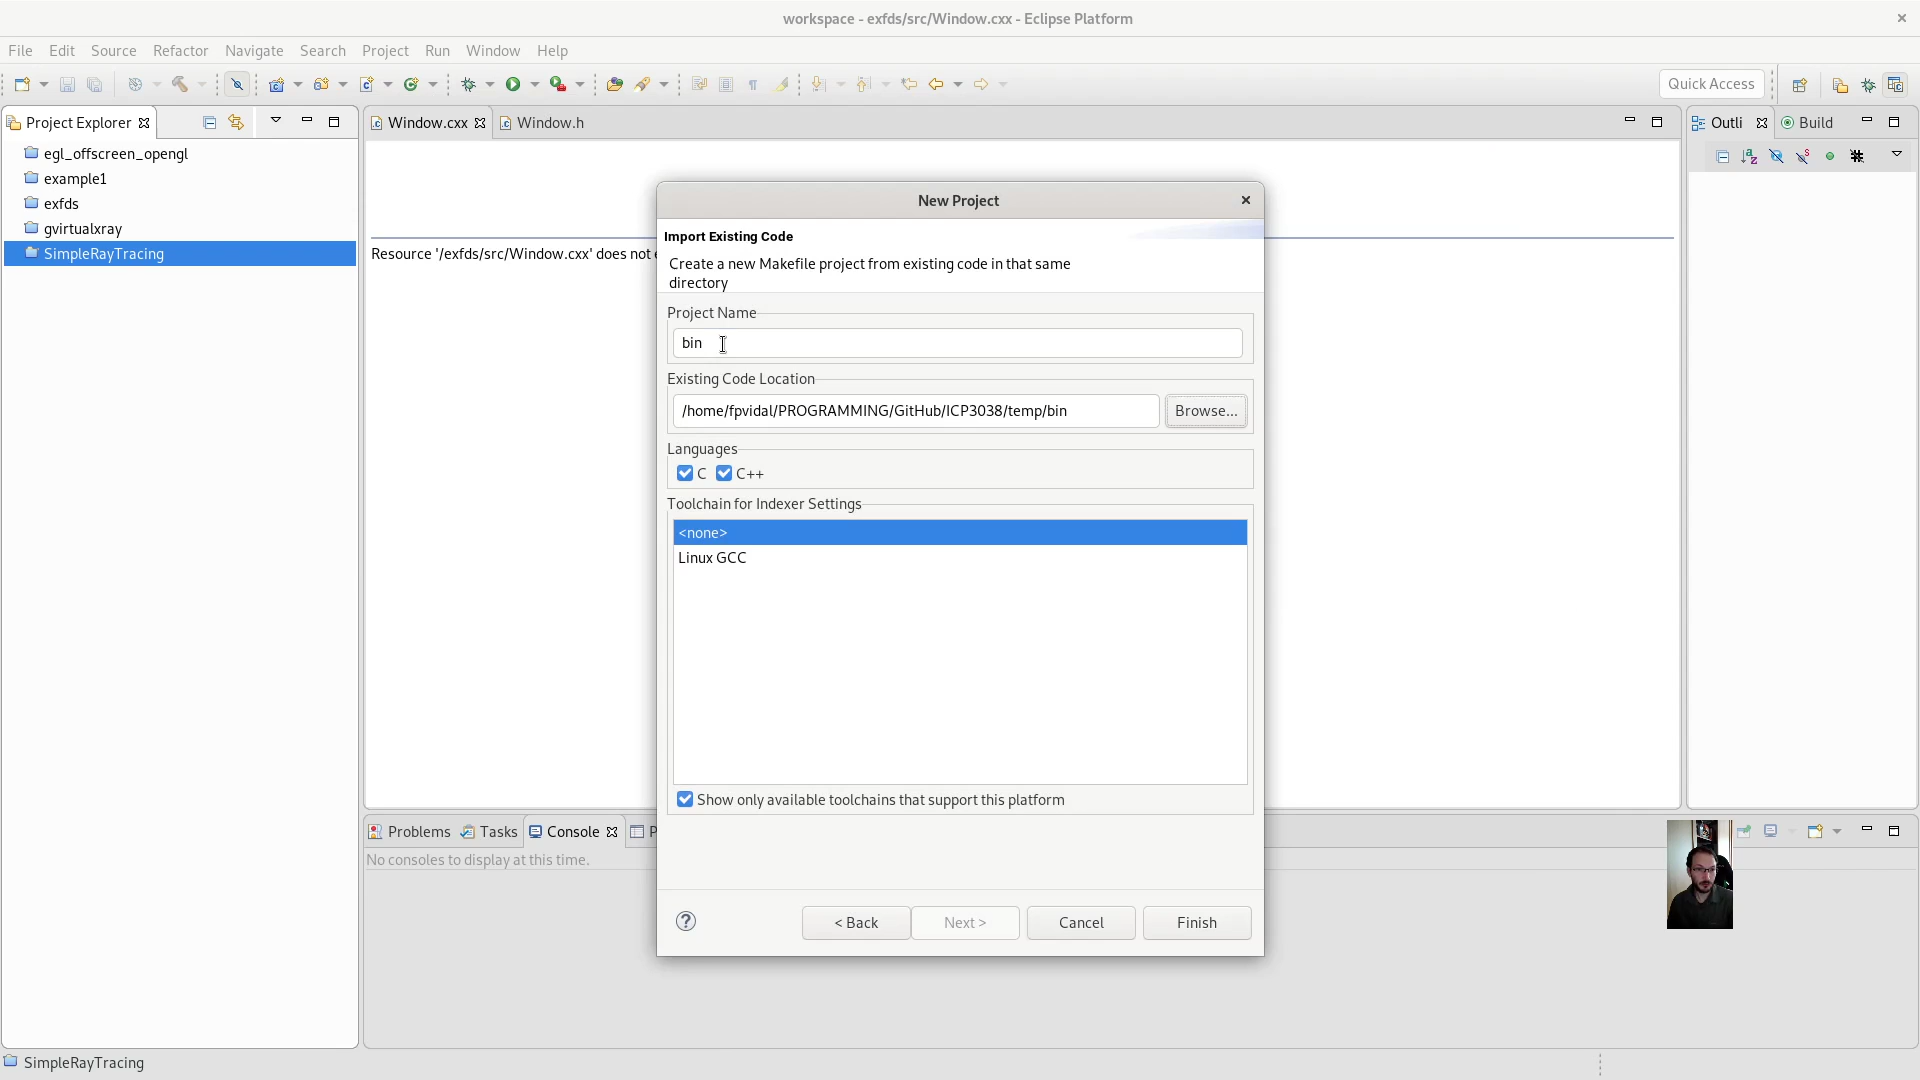 workspace - exfds/src/Window.cxx - Eclipse Platform
File Edit Source Refactor Navigate Search Project Run Window Help
Quick Access
Project Explorer
Window.cxx
Window.h
Outli
Build
egl_offscreen_opengl
example1
exfds
gvirtualxray
SimpleRayTracing
Resource '/exfds/src/Window.cxx' does not
New Project
Import Existing Code
Create a new Makefile project from existing code in that same
directory
Project Name
bin
Existing Code Location
/home/fpvidal/PROGRAMMING/GitHub/ICP3038/temp/bin
Browse...
Languages
C C++
Toolchain for Indexer Settings
<none>
Linux GCC
Show only available toolchains that support this platform
< Back Next > Cancel Finish
Problems Tasks Console P
No consoles to display at this time.
SimpleRayTracing